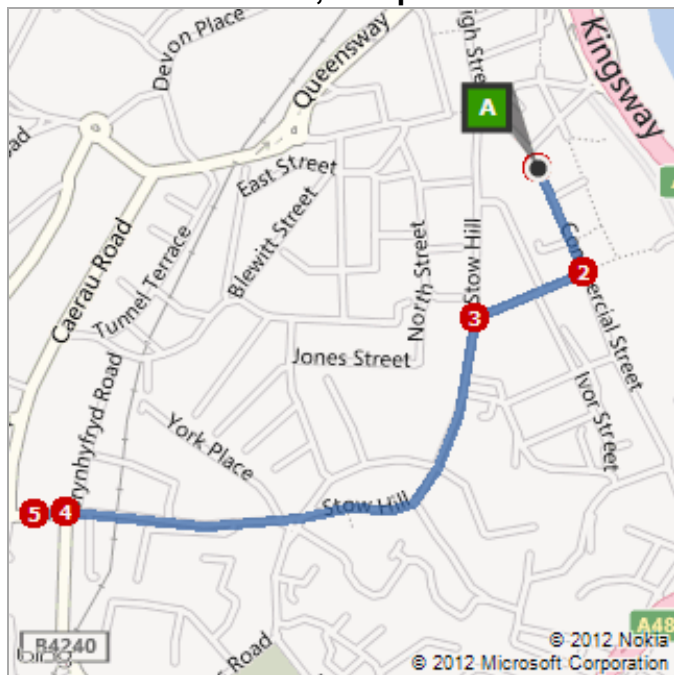 Devon Place
Queensway
Kingsway
A
East Street
Blewitt Street
Tunnel Terrace
Caerau Road
North Street
Stow Hill
Commercial Street
2
3
Jones Street
Ivor Street
York Place
Stow Hill
5
4
B4240
bing
© 2012 Nokia
© 2012 Microsoft Corporation